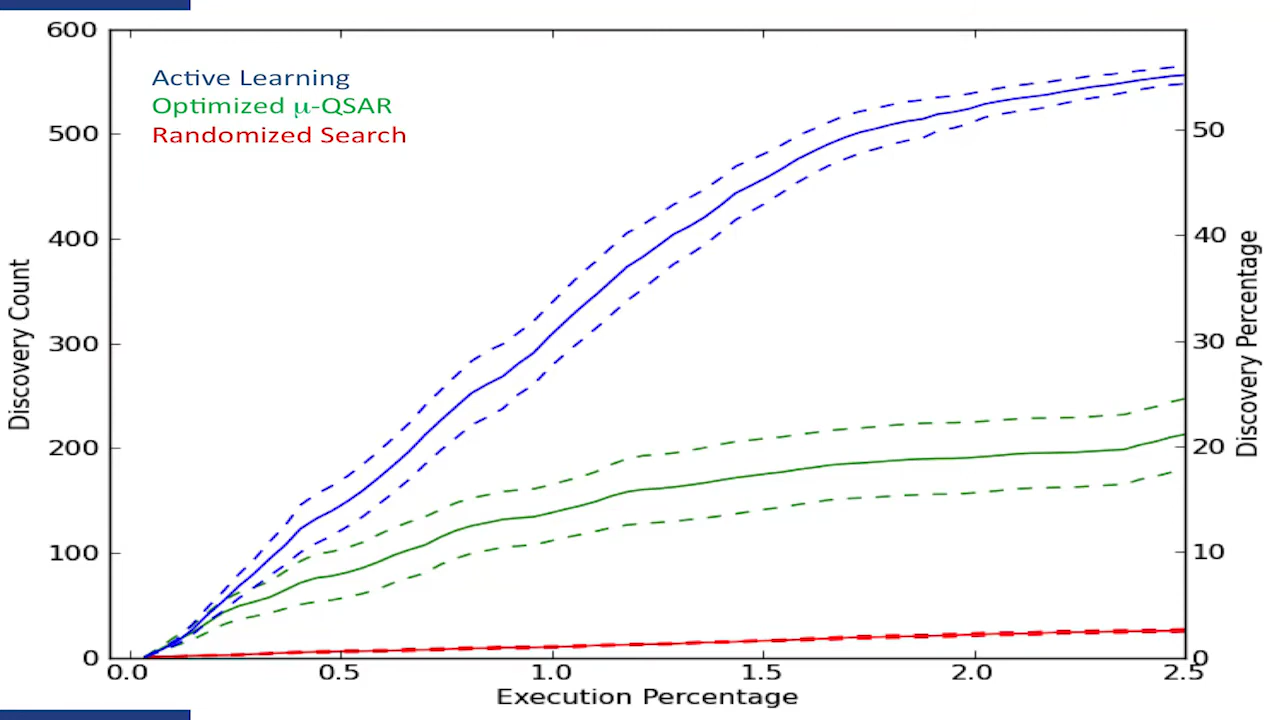 Active Learning
Optimized μ-QSAR
Randomized Search
600
500
400
300
200
100
0
Discovery Count
50
40
30
20
10
0
Discovery Percentage
0.0 0.5 1.0 1.5 2.0 2.5
Execution Percentage